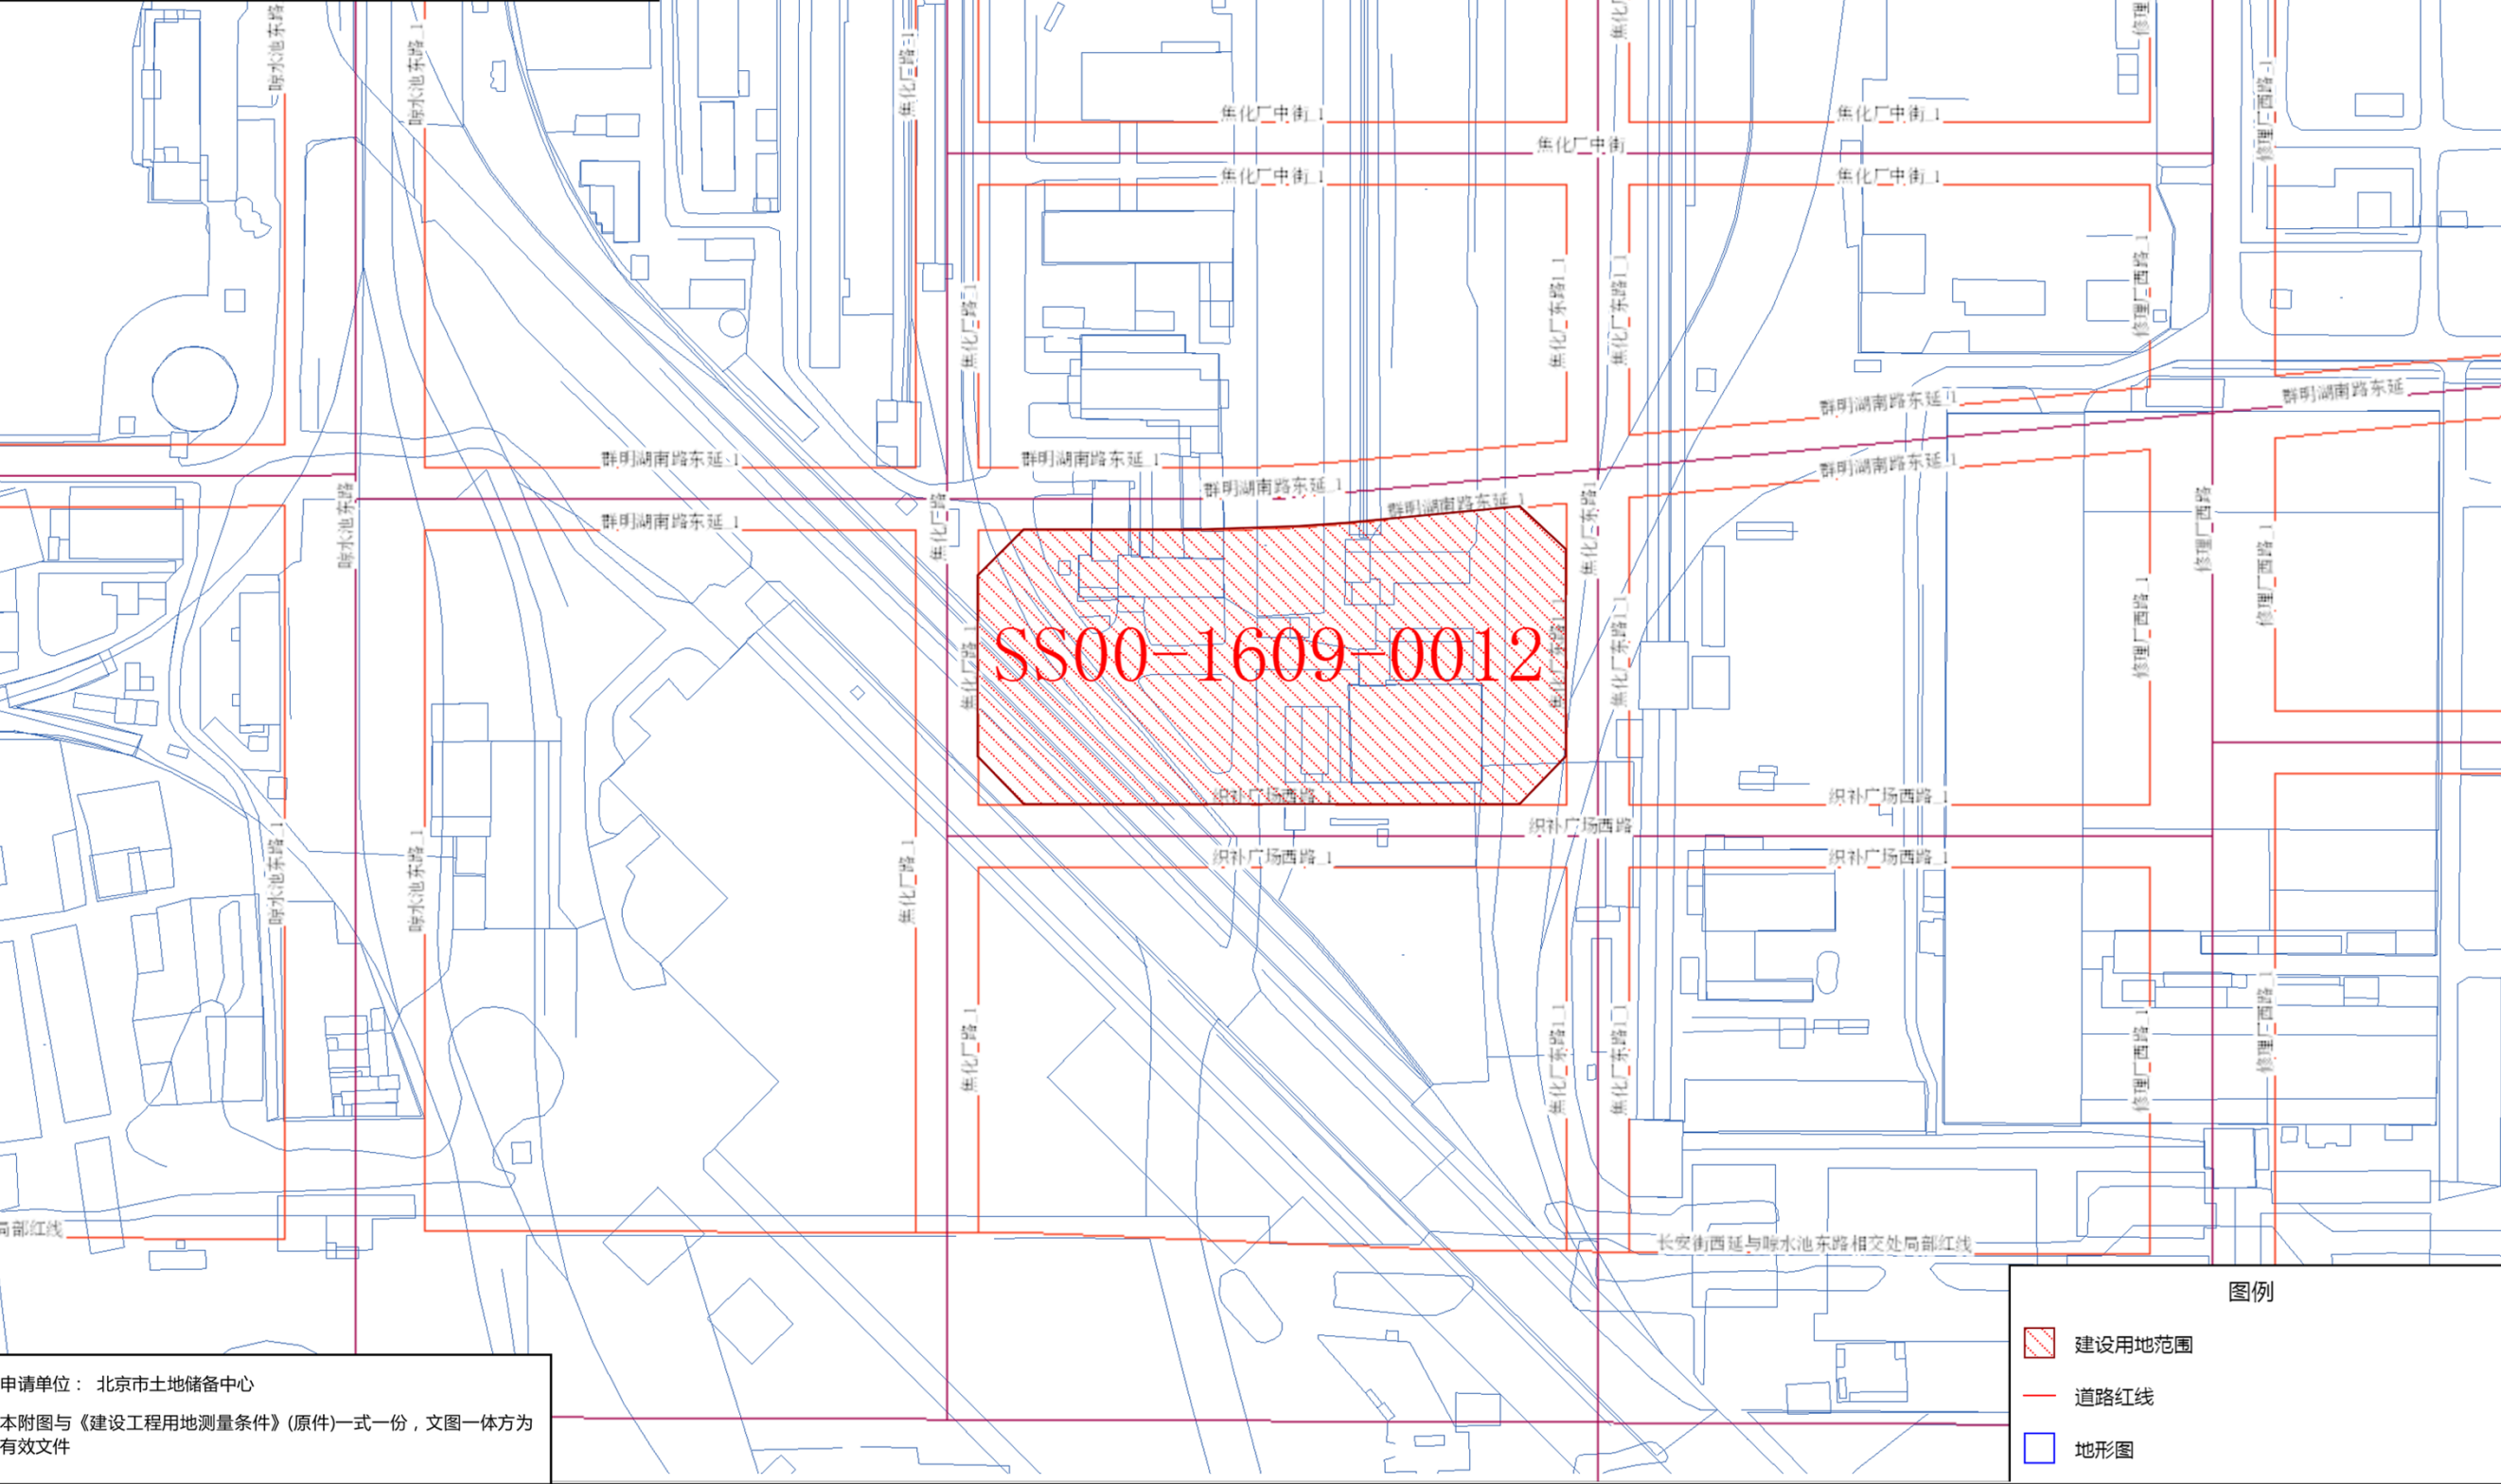 晾水池东路
晾水池东路_1
焦化厂路_1
焦化厂
修理
修理厂西路_1
焦化厂中街_1
焦化厂中街_1
焦化厂中街
焦化厂中街_1
焦化厂中街_1
焦化厂路_1
焦化厂东路1_1
焦化厂东路1_1
修理厂西路_1
群明湖南路东延_1
群明湖南路东延
群明湖南路东延_1
群明湖南路东延_1
群明湖南路东延_1
群明湖南路东延_1
群明湖南路东延_1
群明湖南路东延_1
晾水池东路
焦化厂路
焦化厂东路1
修理厂西路
修理厂西路_1
SS00-1609-0012
焦化厂路_1
焦化厂东路1_1
焦化厂东路1_1
修理厂西路_1
织补广场西路_1
织补广场西路_1
织补广场西路
织补广场西路_1
织补广场西路_1
晾水池东路_1
晾水池东路_1
焦化厂路_1
焦化厂路_1
焦化厂东路1_1
焦化厂东路1_1
修理厂西路_1
修理厂西路_1
局部红线
长安街西延与晾水池东路相交处局部红线
图例
建设用地范围
道路红线
地形图
申请单位： 北京市土地储备中心
本附图与《建设工程用地测量条件》(原件)一式一份，文图一体方为
有效文件